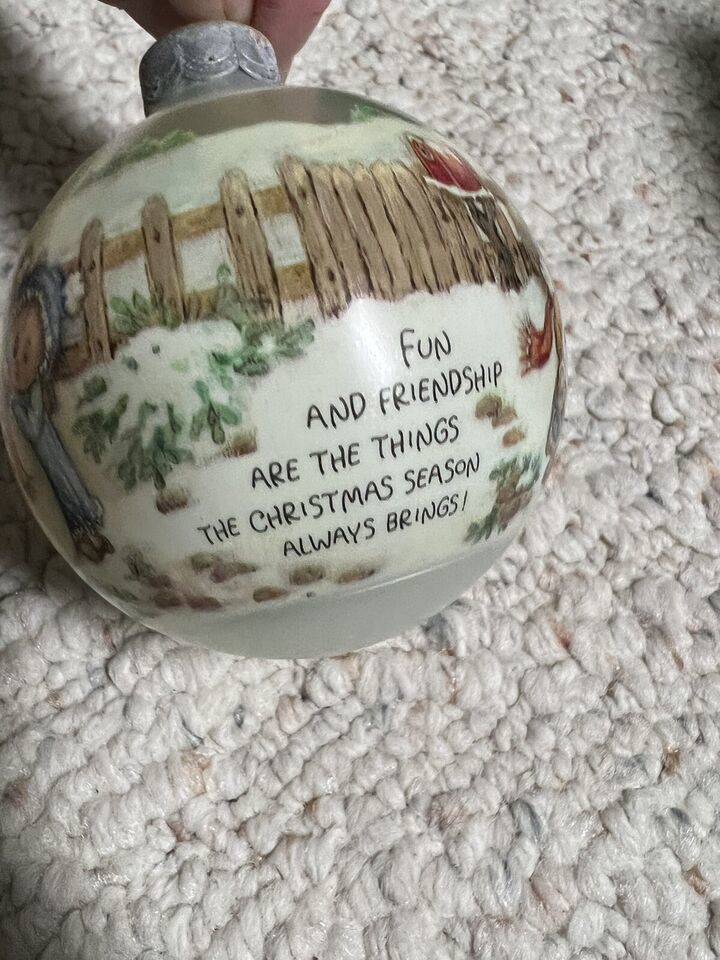 FUN
AND FRIENDSHIP
ARE THE THINGS
THE CHRISTMAS SEASON
ALWAYS BRINGS!